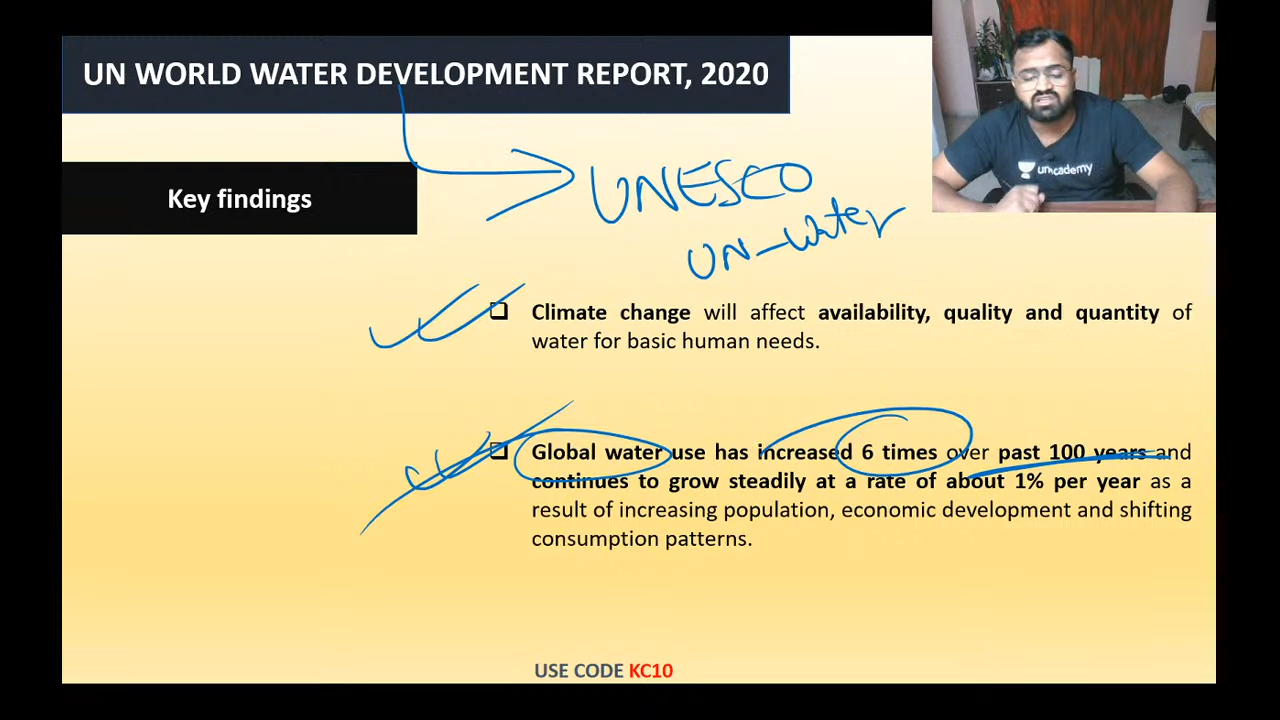 UN WORLD WATER DEVELOPMENT REPORT, 2020
unacademy
Key findings
UNESCO
UN-Water
Climate change will affect availability, quality and quantity of
water for basic human needs.
Global water use has increased 6 times over past 100 years and
continues to grow steadily at a rate of about 1% per year as a
result of increasing population, economic development and shifting
consumption patterns.
USE CODE KC10